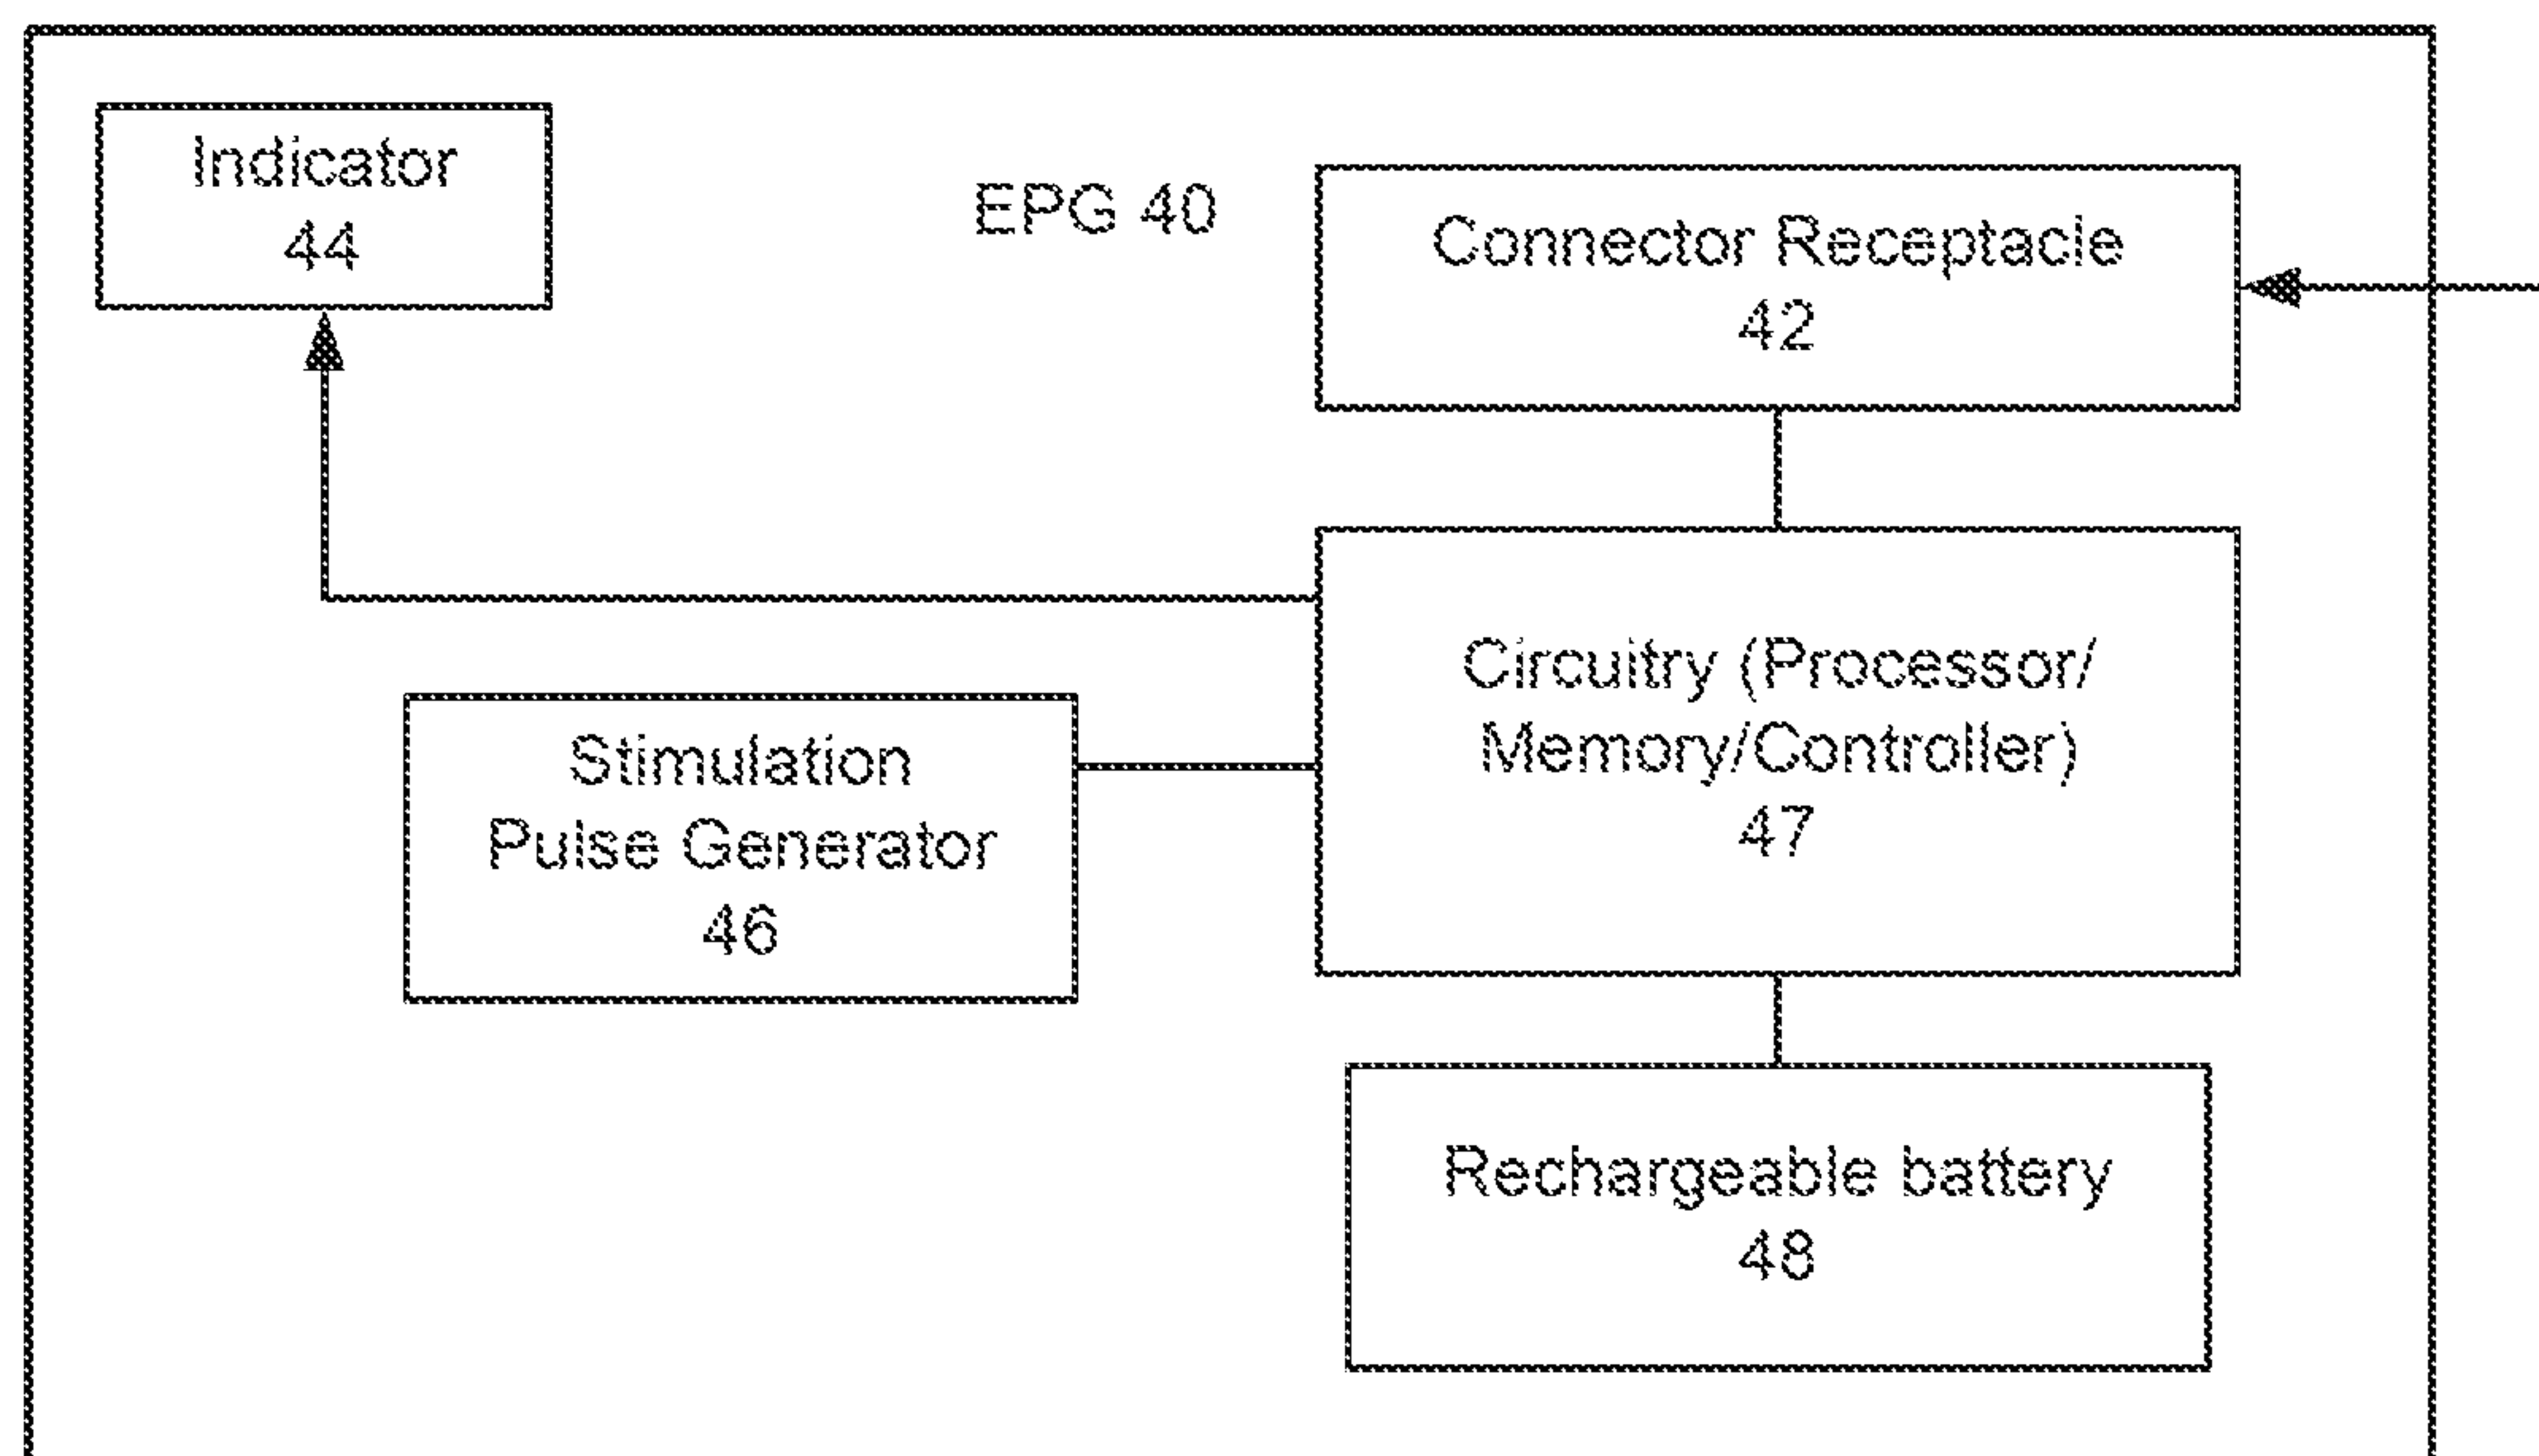 Indicator
44
EPG 40
Connector Receptacle
42
Circuitry (Processor/
Memory/Controller)
47
Stimulation
Pulse Generator
46
Rechargeable battery
48